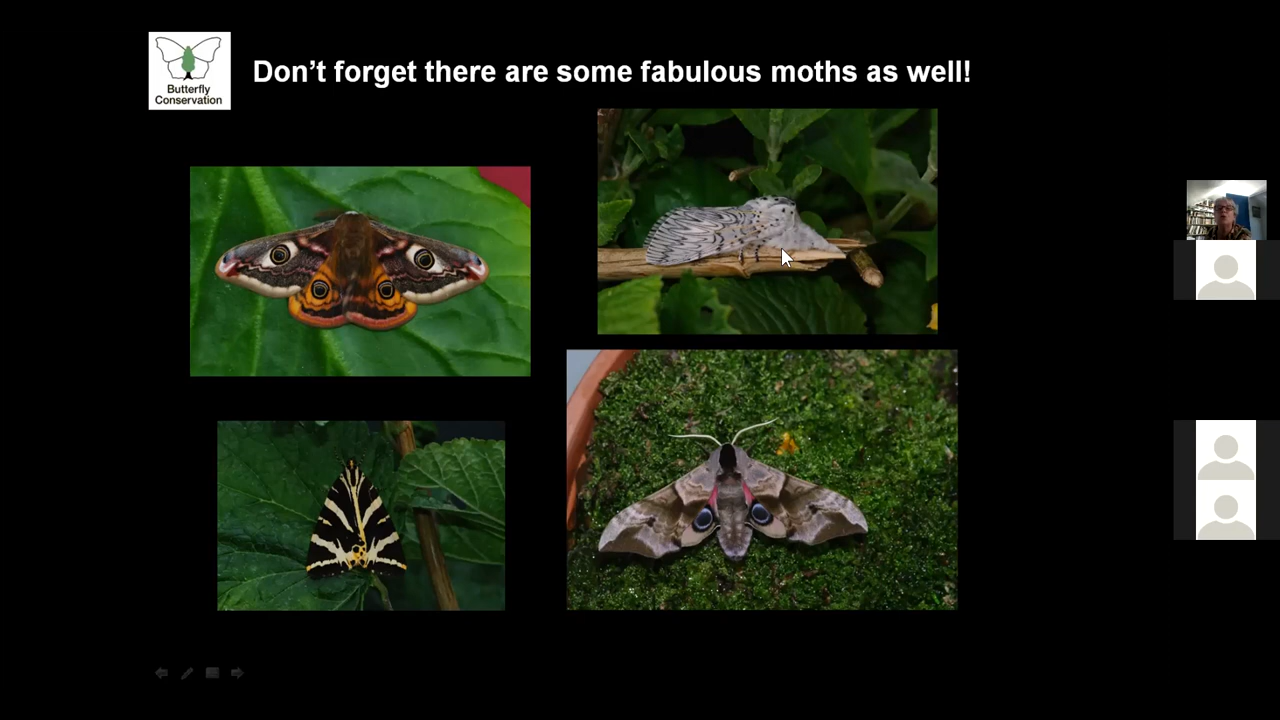 Don’t forget there are some fabulous moths as well!
Butterfly
Conservation